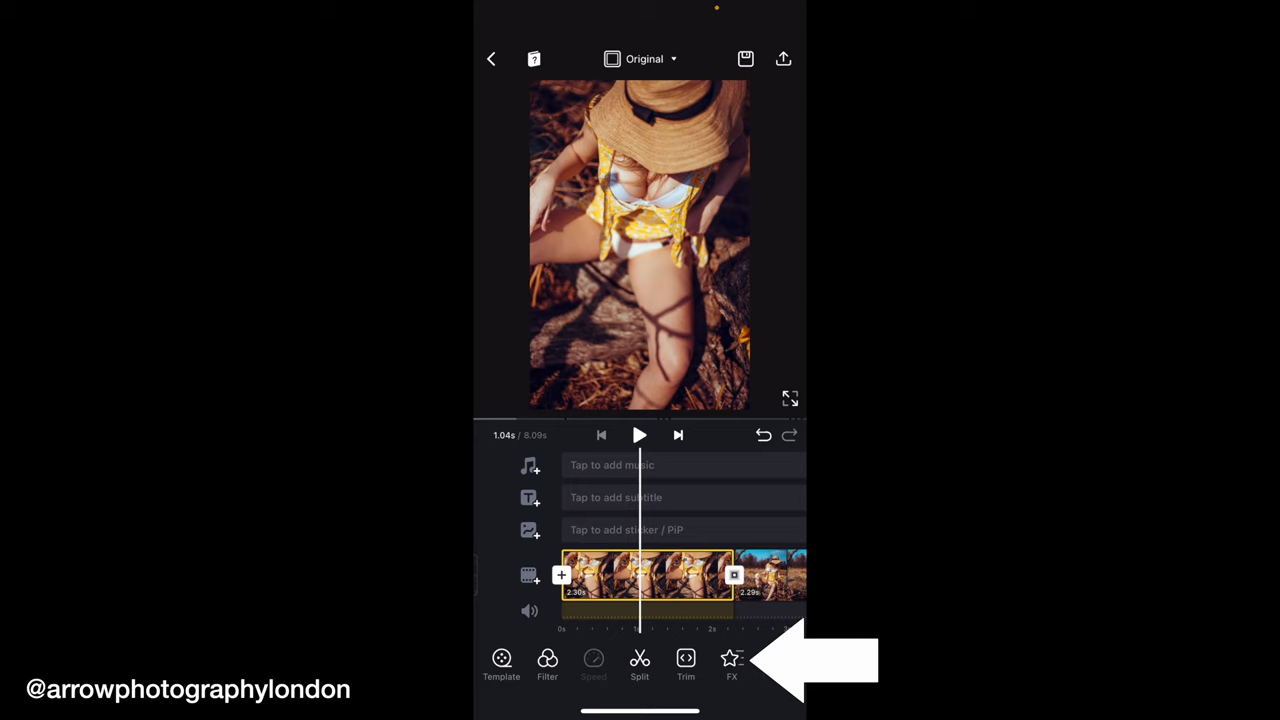 Original
1.04s / 8.09s
Tap to add music
Tap to add subtitle
Tap to add sticker / PiP
2.30s
2.29s
0s
2s
Template
Filter
Speed
Split
Trim
FX
@arrowphotographylondon